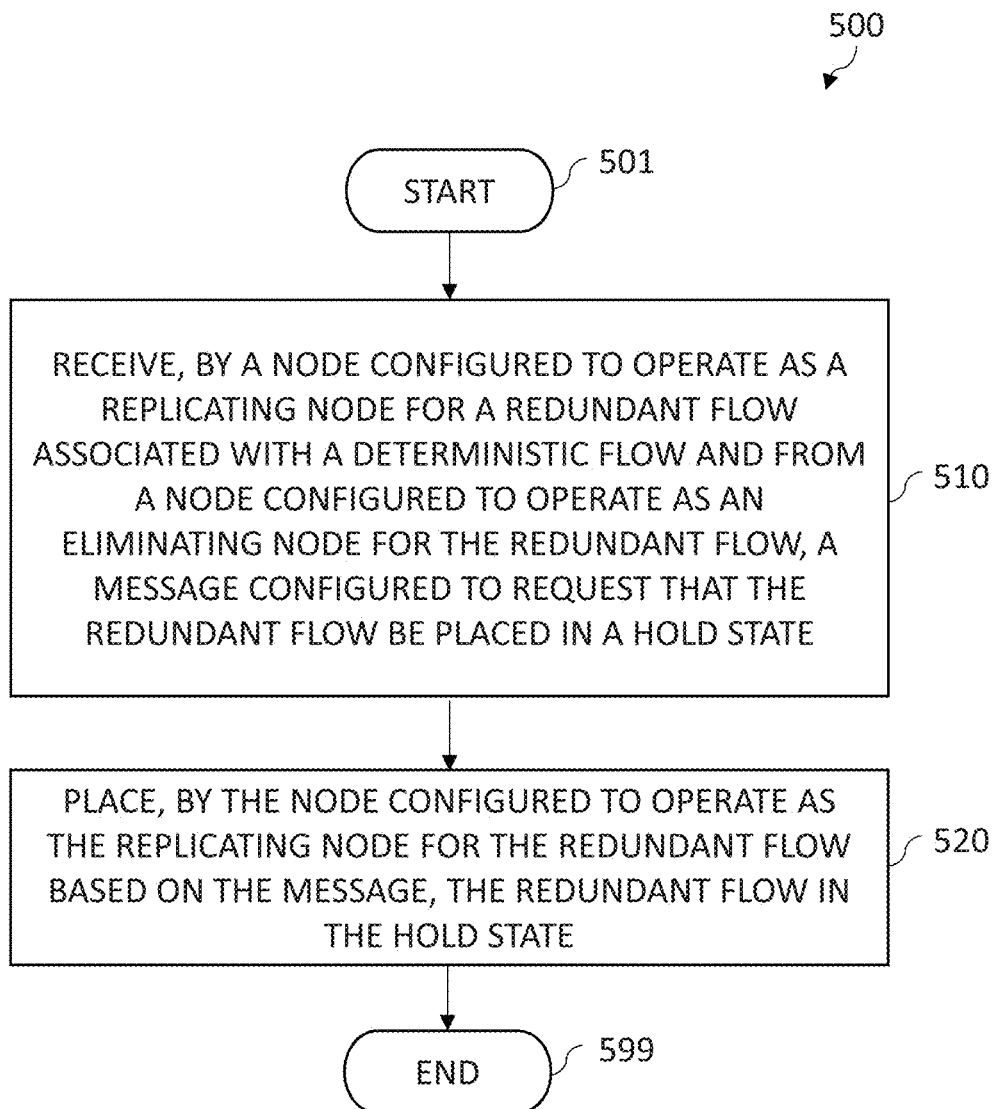 500
START
501
RECEIVE, BY A NODE CONFIGURED TO OPERATE AS A
REPLICATING NODE FOR A REDUNDANT FLOW
ASSOCIATED WITH A DETERMINISTIC FLOW AND FROM
A NODE CONFIGURED TO OPERATE AS AN
ELIMINATING NODE FOR THE REDUNDANT FLOW, A
MESSAGE CONFIGURED TO REQUEST THAT THE
REDUNDANT FLOW BE PLACED IN A HOLD STATE
510
PLACE, BY THE NODE CONFIGURED TO OPERATE AS
THE REPLICATING NODE FOR THE REDUNDANT FLOW
BASED ON THE MESSAGE, THE REDUNDANT FLOW IN
THE HOLD STATE
520
END
599